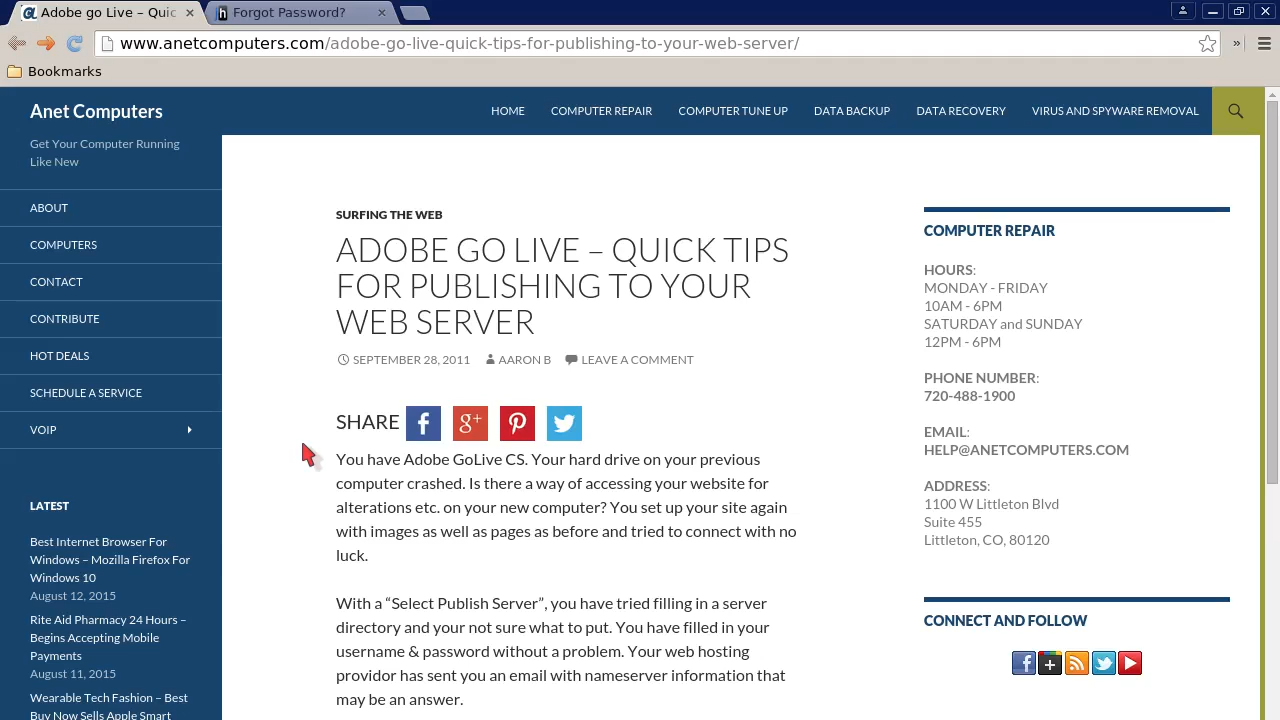 Adobe go live – Quic
Forgot Password?
www.anetcomputers.com/adobe-go-live-quick-tips-for-publishing-to-your-web-server/
Bookmarks
Anet Computers
HOME COMPUTER REPAIR COMPUTER TUNE UP DATA BACKUP DATA RECOVERY VIRUS AND SPYWARE REMOVAL
Get Your Computer Running
Like New
ABOUT
COMPUTERS
CONTACT
CONTRIBUTE
HOT DEALS
SCHEDULE A SERVICE
VOIP
LATEST
Best Internet Browser For
Windows – Mozilla Firefox For
Windows 10
August 12, 2015
Rite Aid Pharmacy 24 Hours –
Begins Accepting Mobile
Payments
August 11, 2015
Wearable Tech Fashion – Best
Buy Now Sells Apple Smart
SURFING THE WEB
ADOBE GO LIVE – QUICK TIPS
FOR PUBLISHING TO YOUR
WEB SERVER
SEPTEMBER 28, 2011 AARON B LEAVE A COMMENT
SHARE
You have Adobe GoLive CS. Your hard drive on your previous
computer crashed. Is there a way of accessing your website for
alterations etc. on your new computer? You set up your site again
with images as well as pages as before and tried to connect with no
luck.
With a “Select Publish Server”, you have tried filling in a server
directory and your not sure what to put. You have filled in your
username & password without a problem. Your web hosting
providor has sent you an email with nameserver information that
may be an answer.
COMPUTER REPAIR
HOURS:
MONDAY - FRIDAY
10AM - 6PM
SATURDAY and SUNDAY
12PM - 6PM
PHONE NUMBER:
720-488-1900
EMAIL:
HELP@ANETCOMPUTERS.COM
ADDRESS:
1100 W Littleton Blvd
Suite 455
Littleton, CO, 80120
CONNECT AND FOLLOW